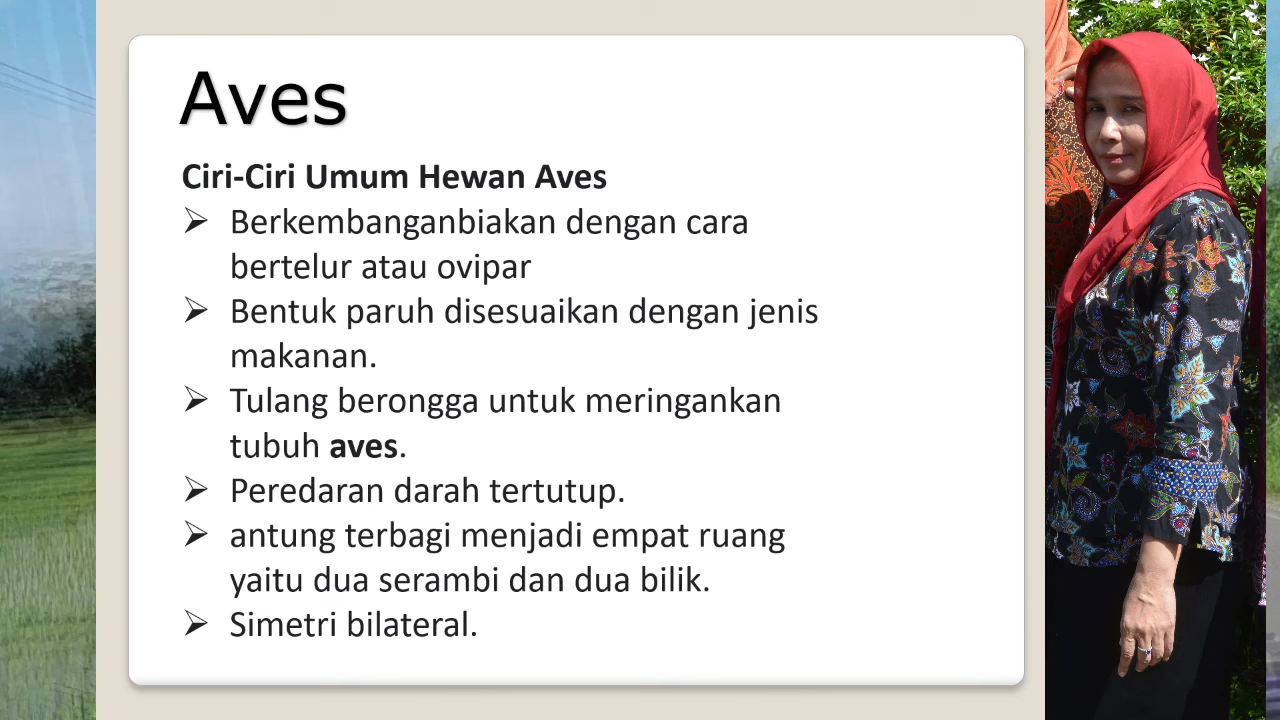 Aves
Ciri-Ciri Umum Hewan Aves
➢ Berkembanganbiakan dengan cara
bertelur atau ovipar
➢ Bentuk paruh disesuaikan dengan jenis
makanan.
➢ Tulang berongga untuk meringankan
tubuh aves.
➢ Peredaran darah tertutup.
➢ antung terbagi menjadi empat ruang
yaitu dua serambi dan dua bilik.
➢ Simetri bilateral.